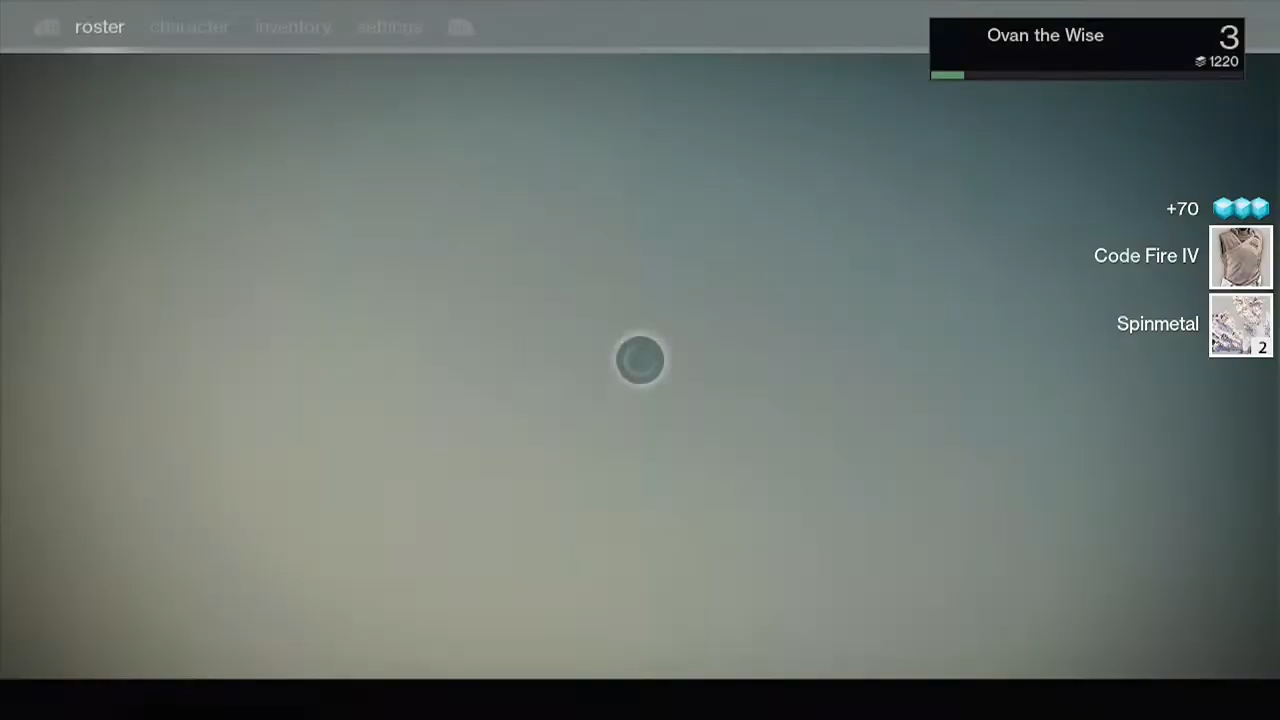 roster character inventory settings
Ovan the Wise 3
1220
+70
Code Fire IV
Spinmetal
2